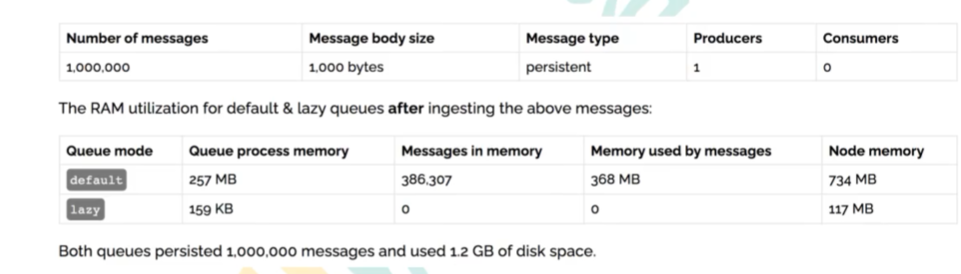 Number of messages Message body size Message type Producers Consumers
1,000,000 1,000 bytes persistent 1 0
The RAM utilization for default & lazy queues after ingesting the above messages:
Queue mode Queue process memory Messages in memory Memory used by messages Node memory
default 257 MB 386,307 368 MB 734 MB
lazy 159 KB 0 0 117 MB
Both queues persisted 1,000,000 messages and used 1.2 GB of disk space.